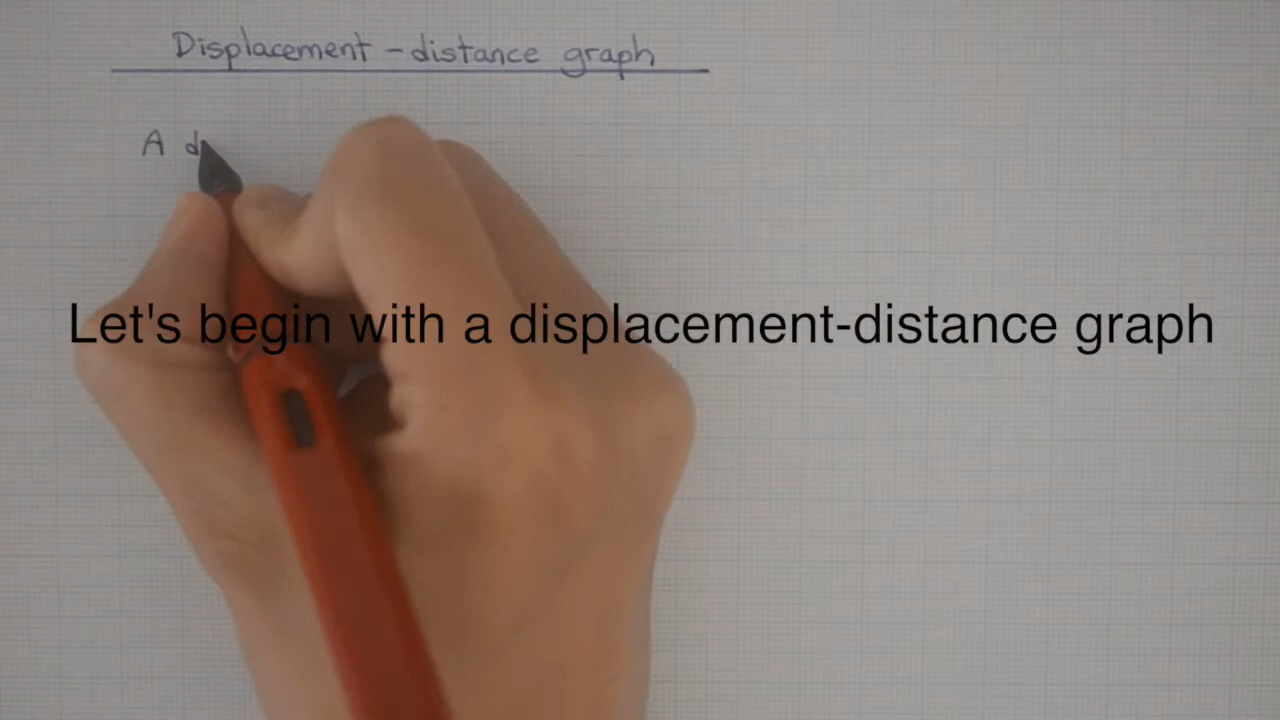 Displacement - distance graph
A d
Let's begin with a displacement-distance graph